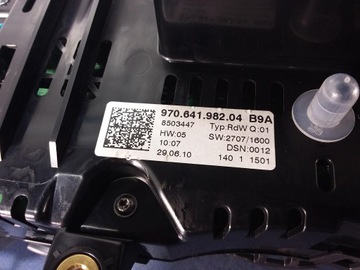 970.641.982.04 B9A
8503447 Typ:RdW Q:01
HW:05 SW:2707/1600
10:07 DSN:0012
29.06.10 140 1 1501